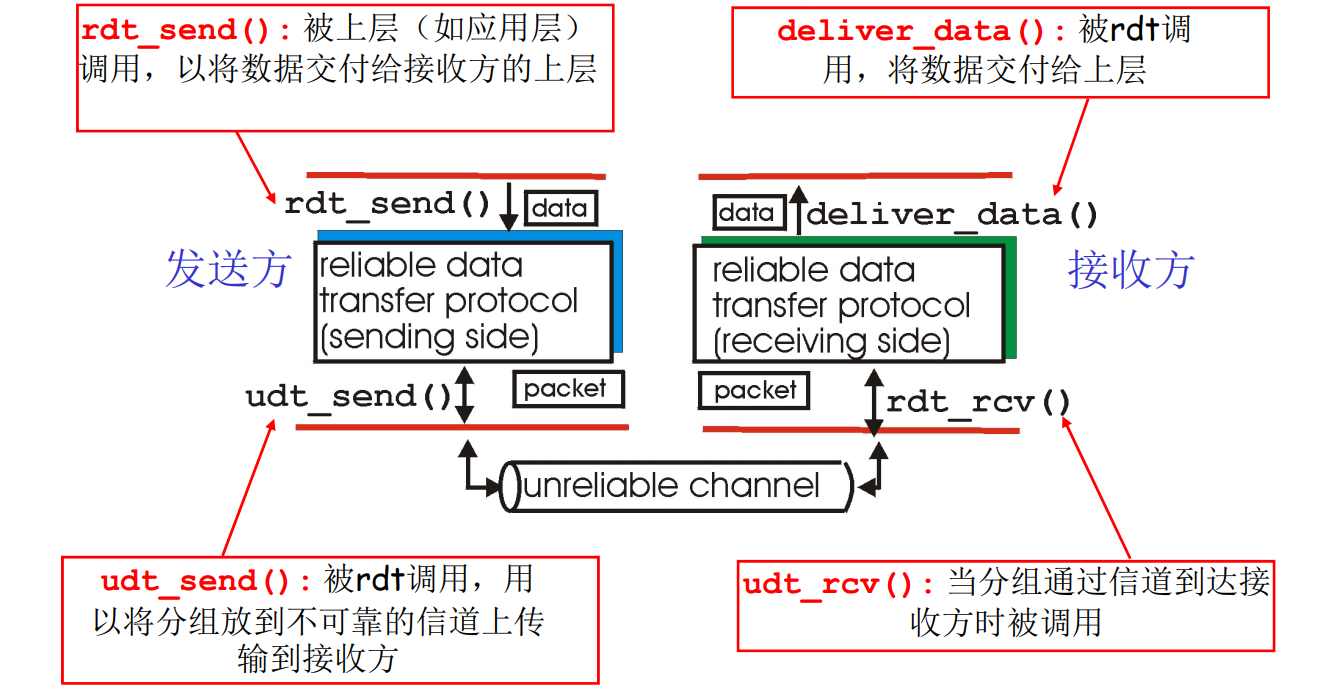 rdt_send(): 被上层（如应用层）
调用，以将数据交付给接收方的上层
deliver_data(): 被rdt调
用，将数据交付给上层
rdt_send()
data
data
deliver_data()
发送方
reliable data
transfer protocol
(sending side)
reliable data
transfer protocol
(receiving side)
接收方
udt_send()
packet
packet
rdt_rcv()
unreliable channel
udt_send(): 被rdt调用，用
以将分组放到不可靠的信道上传
输到接收方
udt_rcv(): 当分组通过信道到达接
收方时被调用